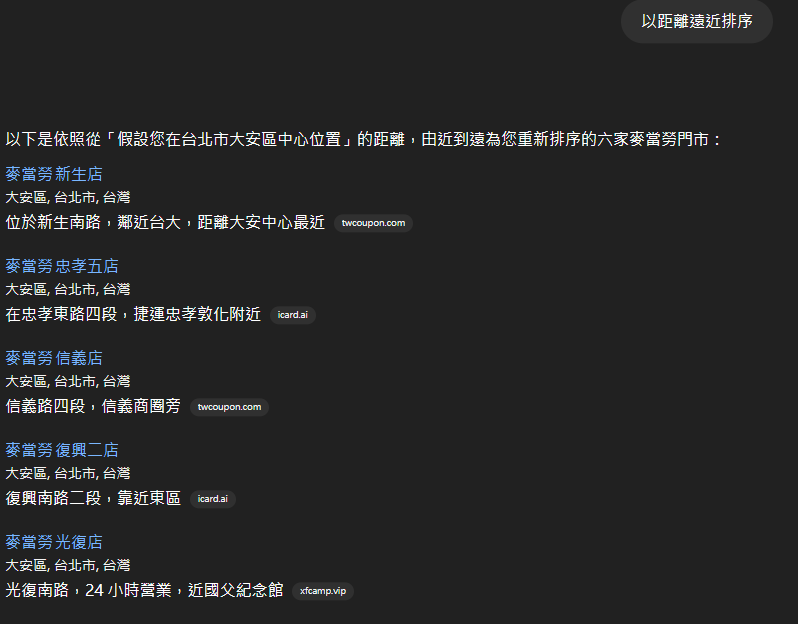 以距離遠近排序
以下是依照從「假設您在台北市大安區中心位置」的距離，由近到遠為您重新排序的六家麥當勞門市：
麥當勞 新生店
大安區, 台北市, 台灣
位於新生南路，鄰近台大，距離大安中心最近 twcoupon.com
麥當勞 忠孝五店
大安區, 台北市, 台灣
在忠孝東路四段，捷運忠孝敦化附近 icard.ai
麥當勞 信義店
大安區, 台北市, 台灣
信義路四段，信義商圈旁 twcoupon.com
麥當勞 復興二店
大安區, 台北市, 台灣
復興南路二段，靠近東區 icard.ai
麥當勞 光復店
大安區, 台北市, 台灣
光復南路，24 小時營業，近國父紀念館 xfcamp.vip